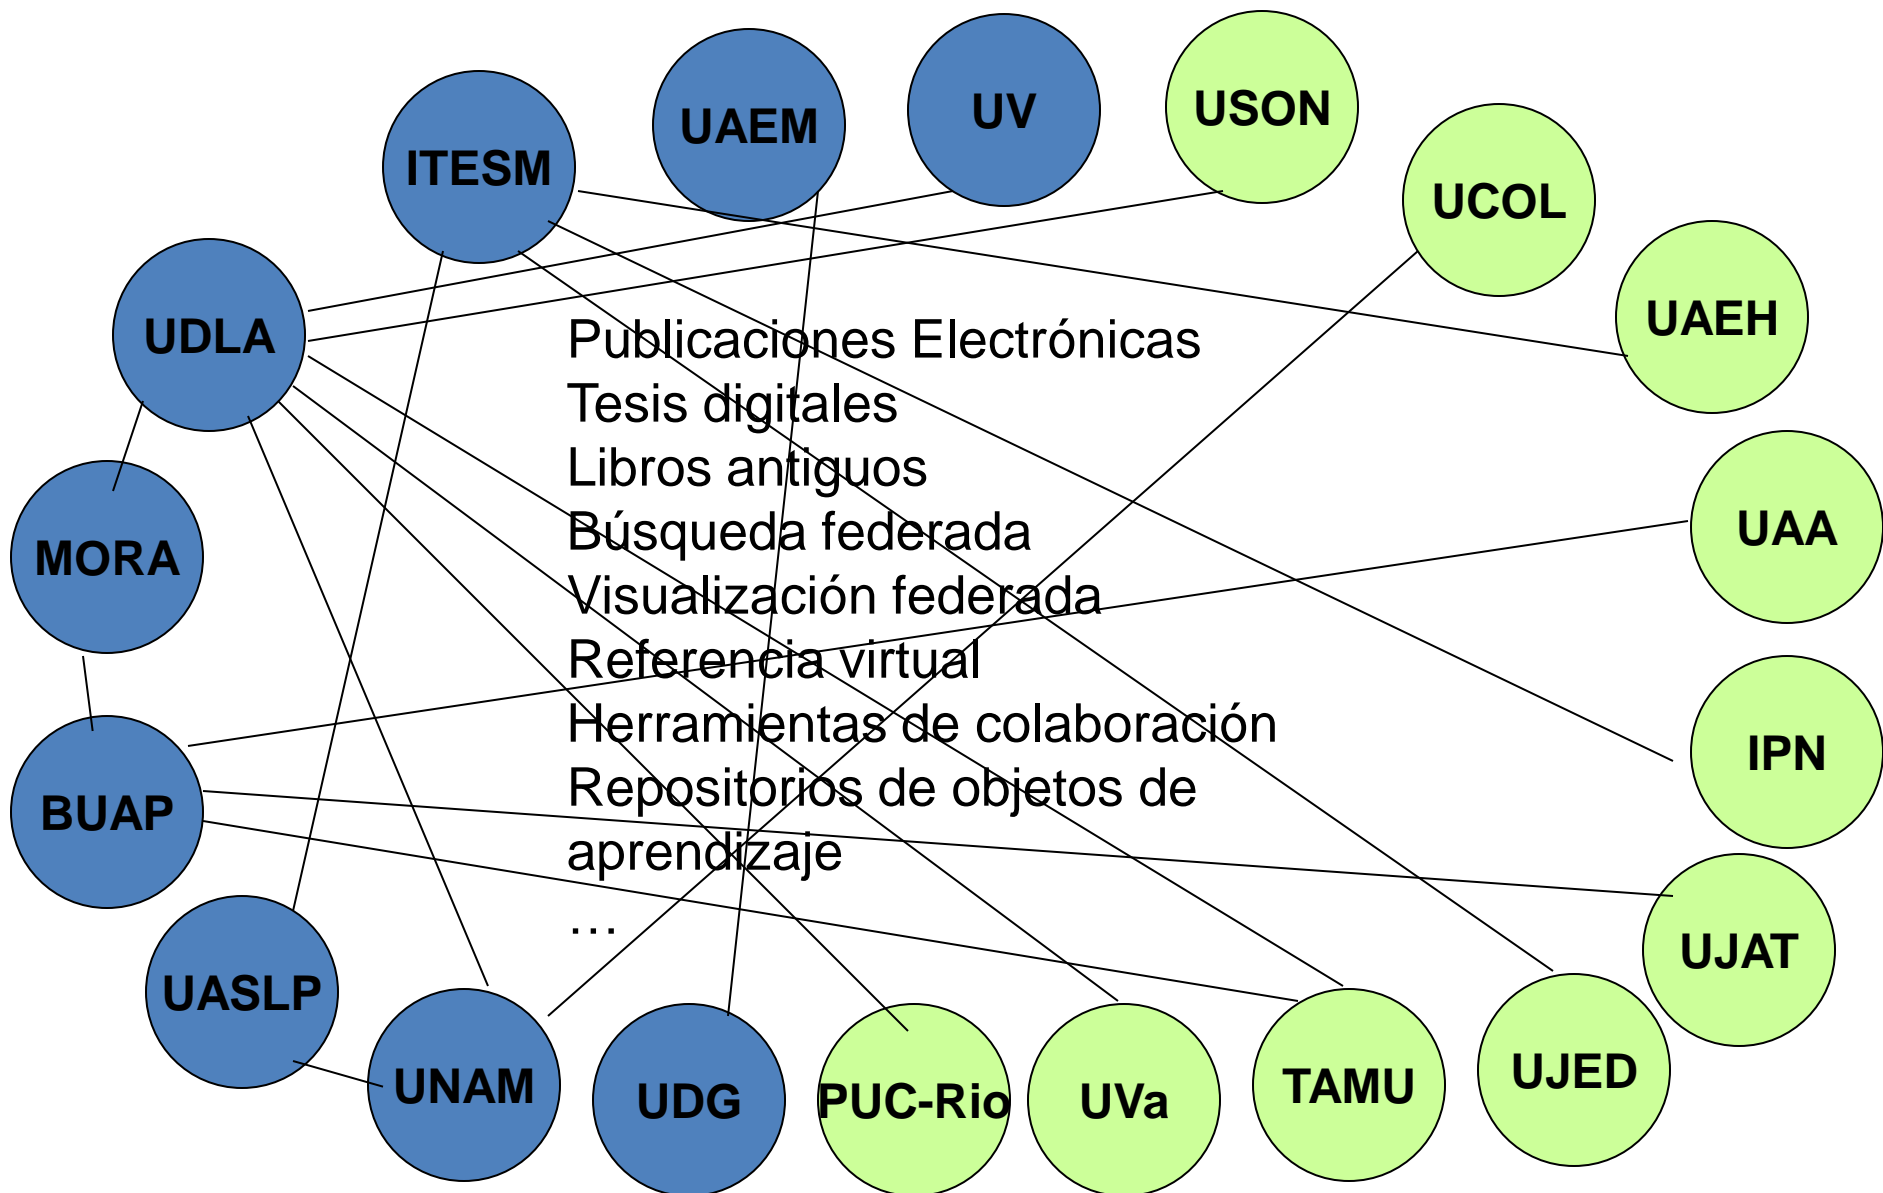 UV
USON
UAEM
ITESM
UCOL
UAEH
UDLA
Publicaciones Electrónicas
Tesis digitales
Libros antiguos
Búsqueda federada
Visualización federada
Referencia virtual
Herramientas de colaboración
Repositorios de objetos de
aprendizaje
…
MORA
UAA
IPN
BUAP
UJAT
UASLP
UNAM
UDG
PUC-Rio
UVa
TAMU
UJED